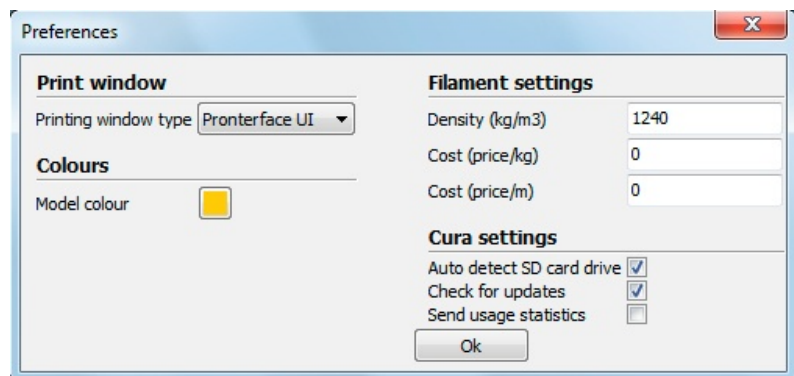 Preferences
Print window
Printing window type Pronterface UI
Colours
Model colour
Filament settings
Density (kg/m3) 1240
Cost (price/kg) 0
Cost (price/m) 0
Cura settings
Auto detect SD card drive
Check for updates
Send usage statistics
Ok